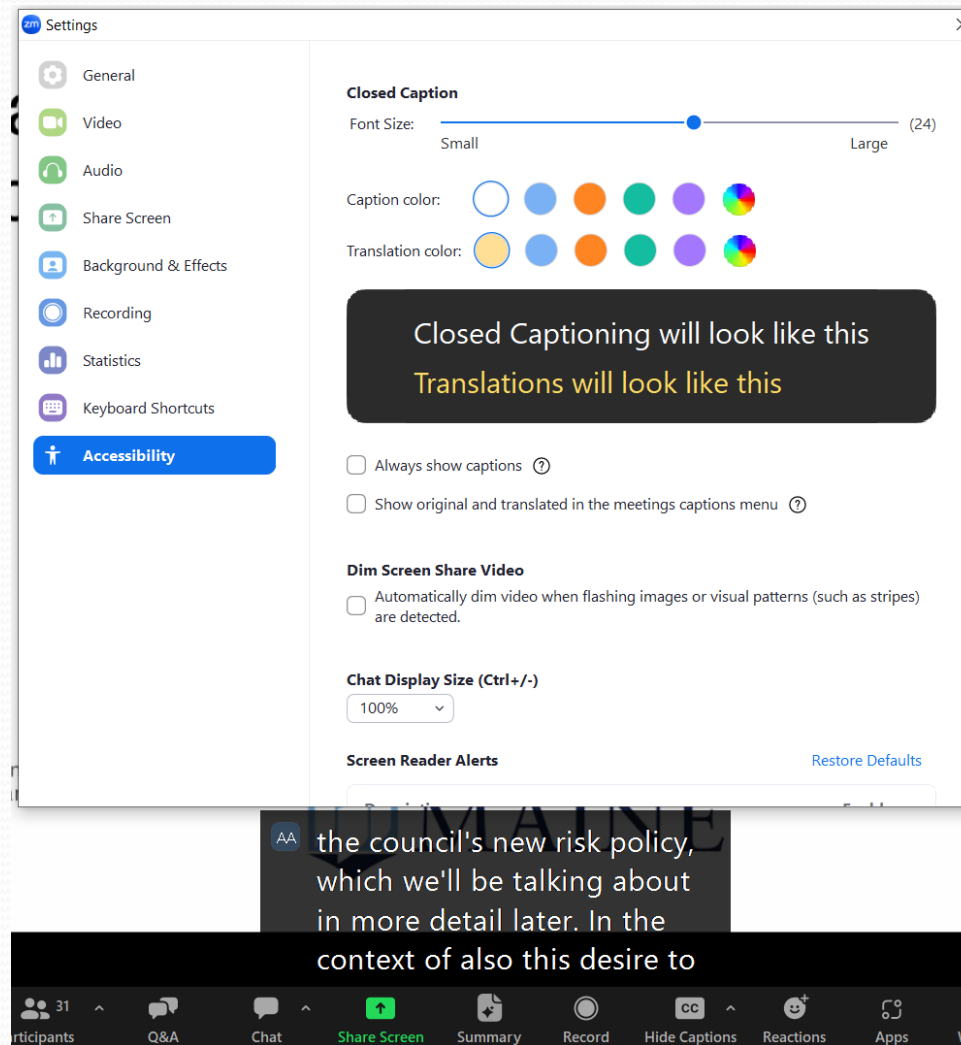 zm Settings
General
Video
Audio
Share Screen
Background & Effects
Recording
Statistics
Keyboard Shortcuts
Accessibility
Closed Caption
Font Size:
(24)
Small
Large
Caption color:
Translation color:
Closed Captioning will look like this
Translations will look like this
Always show captions
Show original and translated in the meetings captions menu
Dim Screen Share Video
Automatically dim video when flashing images or visual patterns (such as stripes)
are detected.
Chat Display Size (Ctrl+/-)
100%
Screen Reader Alerts
Restore Defaults
MAINE
AA
the council's new risk policy,
which we'll be talking about
in more detail later. In the
context of also this desire to
31
rticipants
Q&A
Chat
Share Screen
Summary
CC
Record
Hide Captions
Reactions
Apps